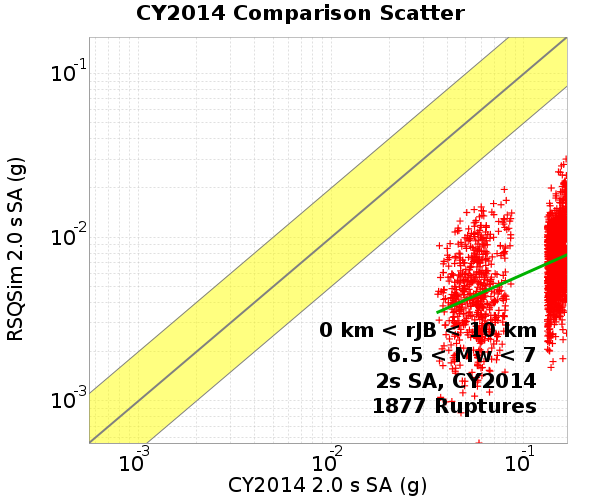 CY2014 Comparison Scatter
RSQSim 2.0 s SA (g)
10-1
10-2
10-3
0 km < rJB < 10 km
6.5 < Mw < 7
2s SA, CY2014
1877 Ruptures
10-3 10-2 10-1
CY2014 2.0 s SA (g)